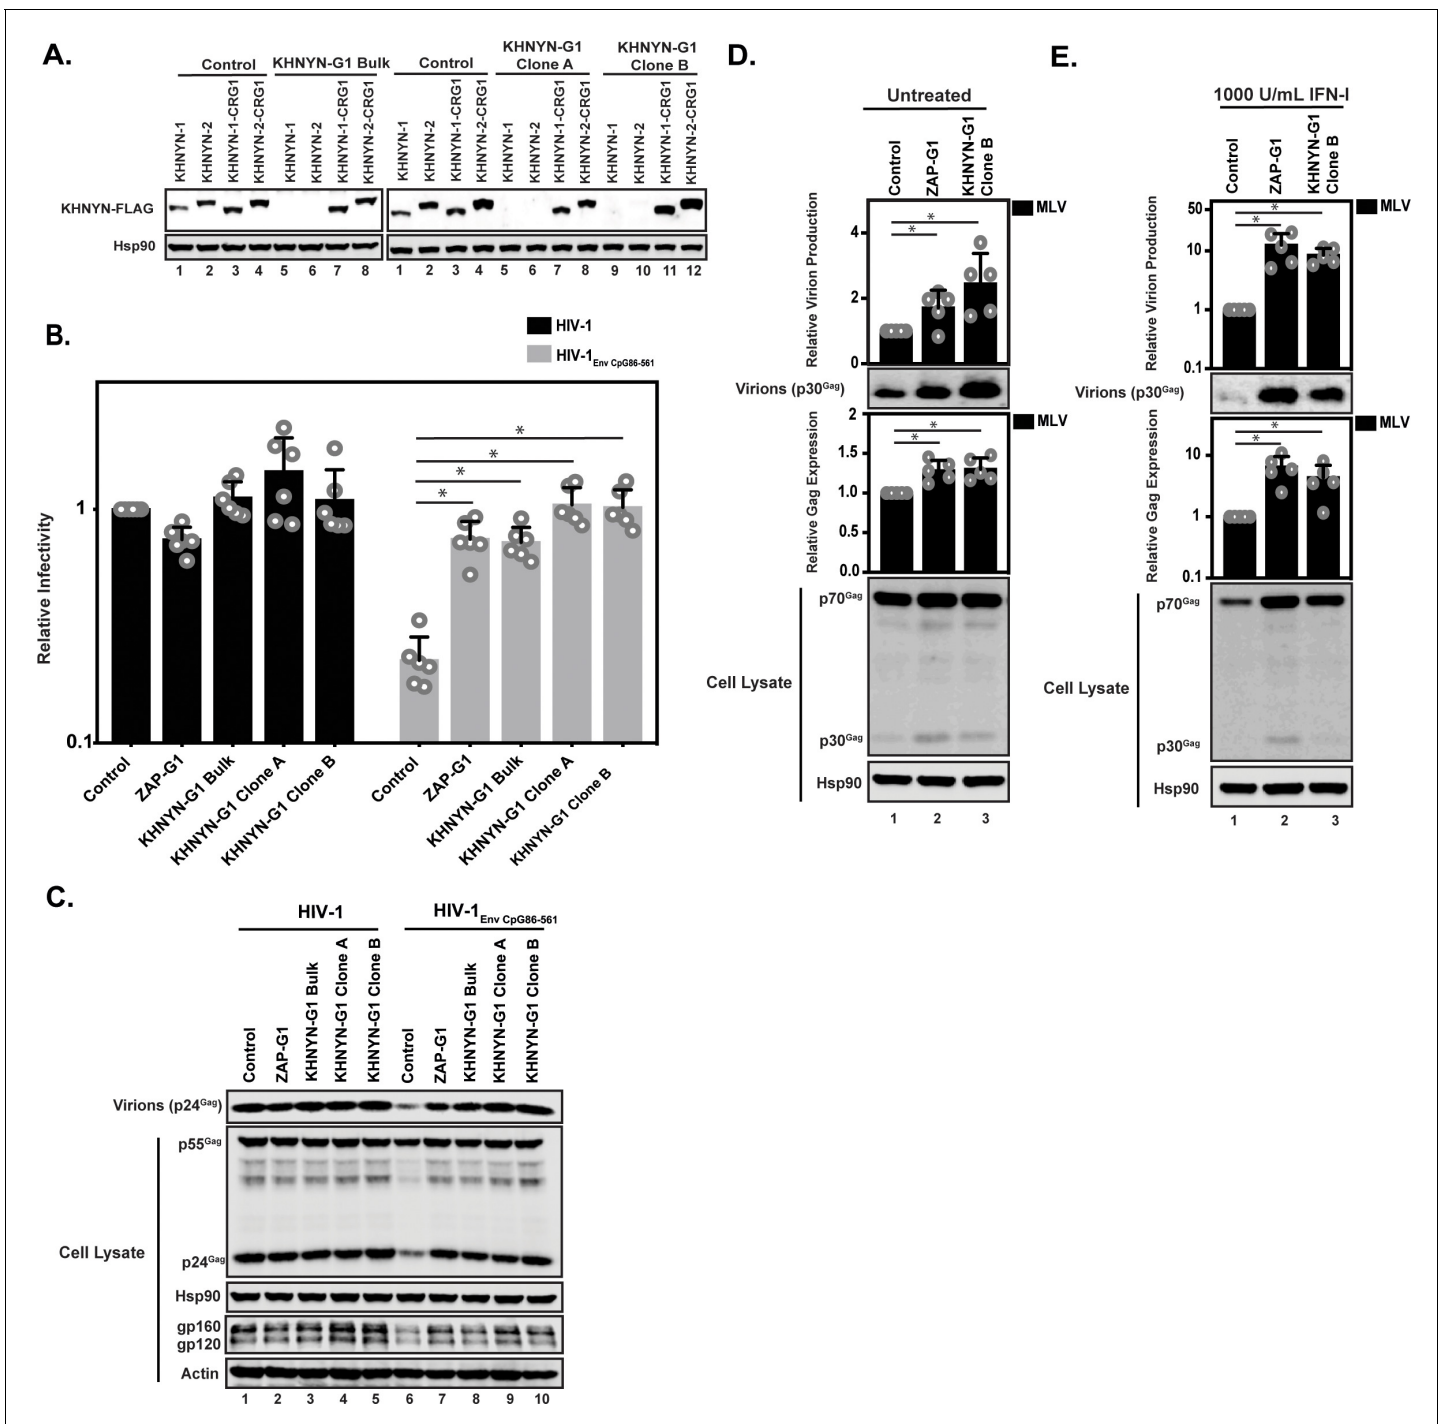 A.
Control
KHNYN-G1 Bulk
Control
KHNYN-G1
Clone A
KHNYN-G1
Clone B
KHNYN-1
KHNYN-2
KHNYN-1-CRG1
KHNYN-2-CRG1
KHNYN-1
KHNYN-2
KHNYN-1-CRG1
KHNYN-2-CRG1
KHNYN-1
KHNYN-2
KHNYN-1-CRG1
KHNYN-2-CRG1
KHNYN-1
KHNYN-2
KHNYN-1-CRG1
KHNYN-2-CRG1
KHNYN-1
KHNYN-2
KHNYN-1-CRG1
KHNYN-2-CRG1
KHNYN-FLAG
Hsp90
1 2 3 4 5 6 7 8 1 2 3 4 5 6 7 8 9 10 11 12
B.
HIV-1
HIV-1Env CpG86-561
Relative Infectivity
1
0.1
* * * *
Control
ZAP-G1
KHNYN-G1 Bulk
KHNYN-G1 Clone A
KHNYN-G1 Clone B
Control
ZAP-G1
KHNYN-G1 Bulk
KHNYN-G1 Clone A
KHNYN-G1 Clone B
C.
HIV-1
HIV-1Env CpG86-561
Control
ZAP-G1
KHNYN-G1 Bulk
KHNYN-G1 Clone A
KHNYN-G1 Clone B
Control
ZAP-G1
KHNYN-G1 Bulk
KHNYN-G1 Clone A
KHNYN-G1 Clone B
Virions (p24Gag)
Cell Lysate
p55Gag
p24Gag
Hsp90
gp160
gp120
Actin
1 2 3 4 5 6 7 8 9 10
D.
Untreated
Control
ZAP-G1
KHNYN-G1
Clone B
MLV
Relative Virion Production
4
2
0
* *
Virions (p30Gag)
MLV
Relative Gag Expression
2
1.5
1.0
0.5
0.0
* *
Cell Lysate
p70Gag
p30Gag
Hsp90
1 2 3
E.
1000 U/mL IFN-I
Control
ZAP-G1
KHNYN-G1
Clone B
MLV
Relative Virion Production
50
10
1
0.1
* *
Virions (p30Gag)
MLV
Relative Gag Expression
10
1
0.1
* *
Cell Lysate
p70Gag
p30Gag
Hsp90
1 2 3